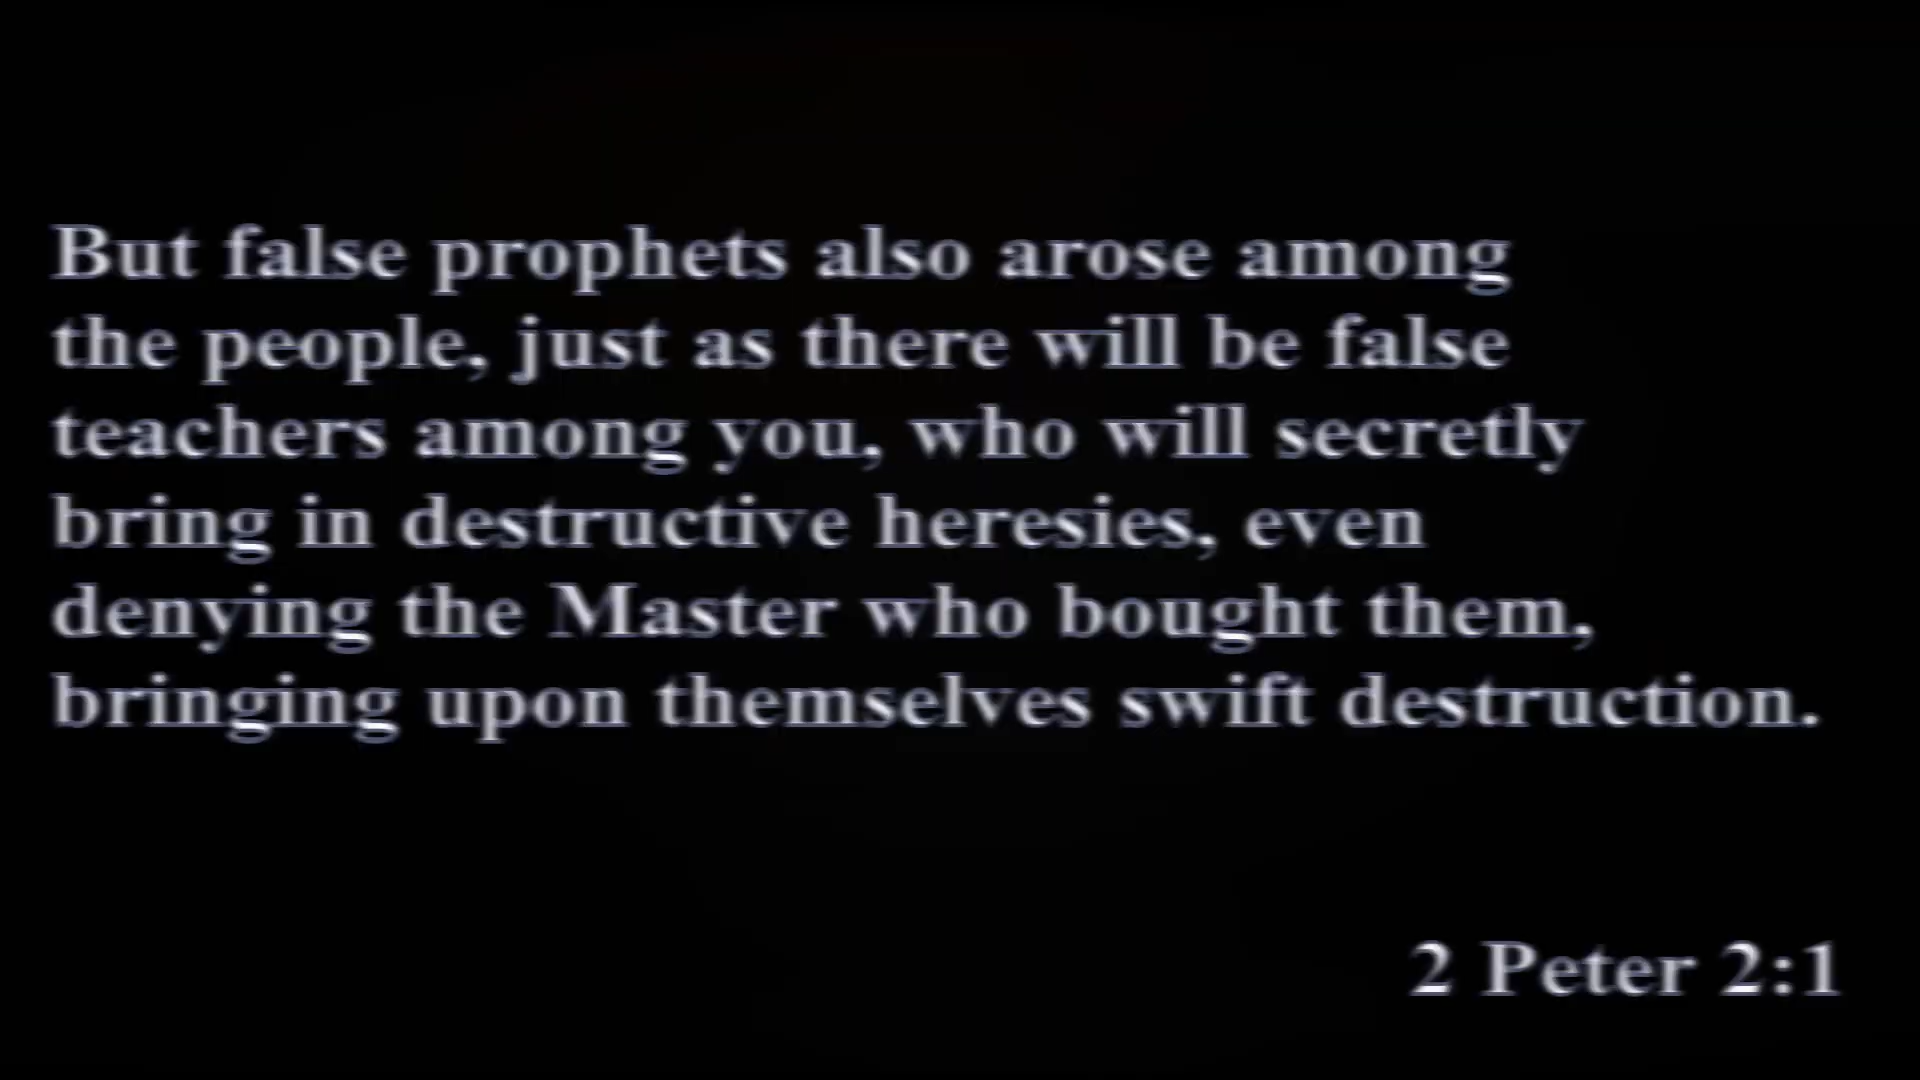 But false prophets also arose among
the people, just as there will be false
teachers among you, who will secretly
bring in destructive heresies, even
denying the Master who bought them,
bringing upon themselves swift destruction.
2 Peter 2:1